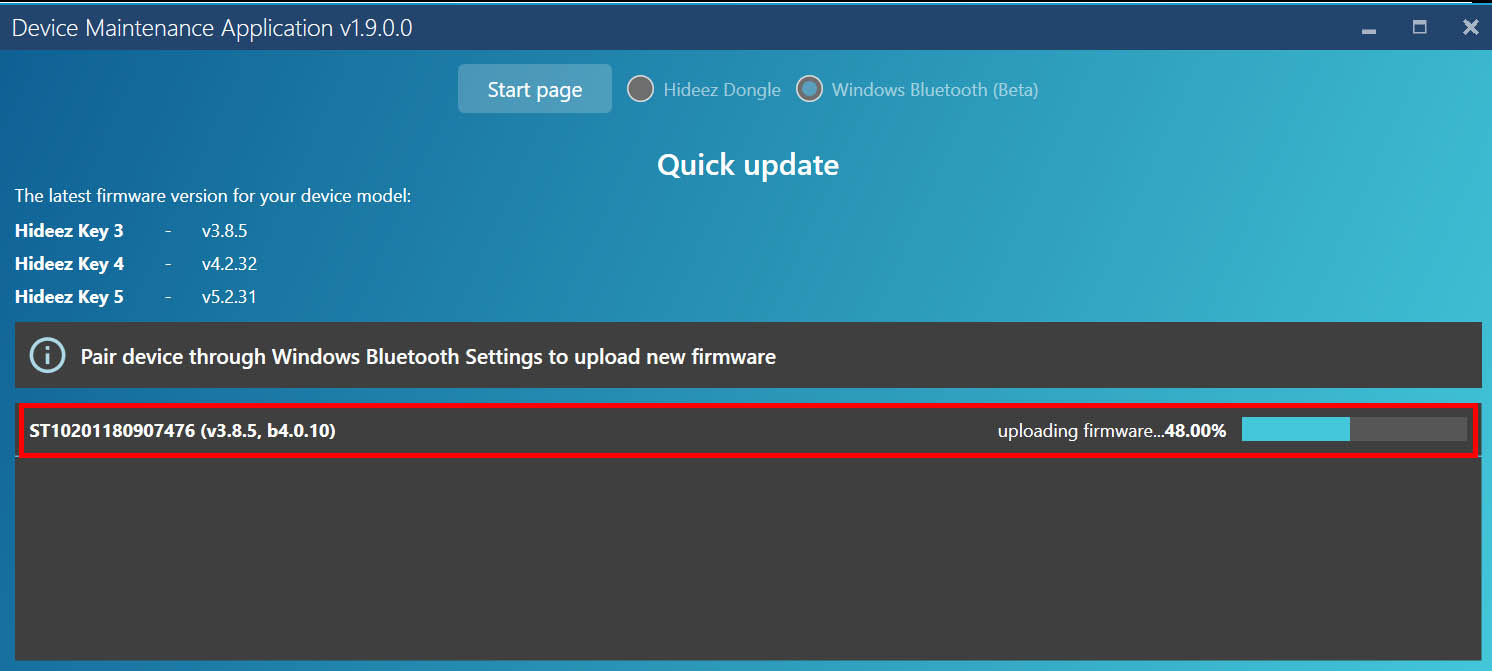 Device Maintenance Application v1.9.0.0
Start page Hideez Dongle Windows Bluetooth (Beta)
Quick update
The latest firmware version for your device model:
Hideez Key 3 - v3.8.5
Hideez Key 4 - v4.2.32
Hideez Key 5 - v5.2.31
Pair device through Windows Bluetooth Settings to upload new firmware
ST10201180907476 (v3.8.5, b4.0.10) uploading firmware...48.00%